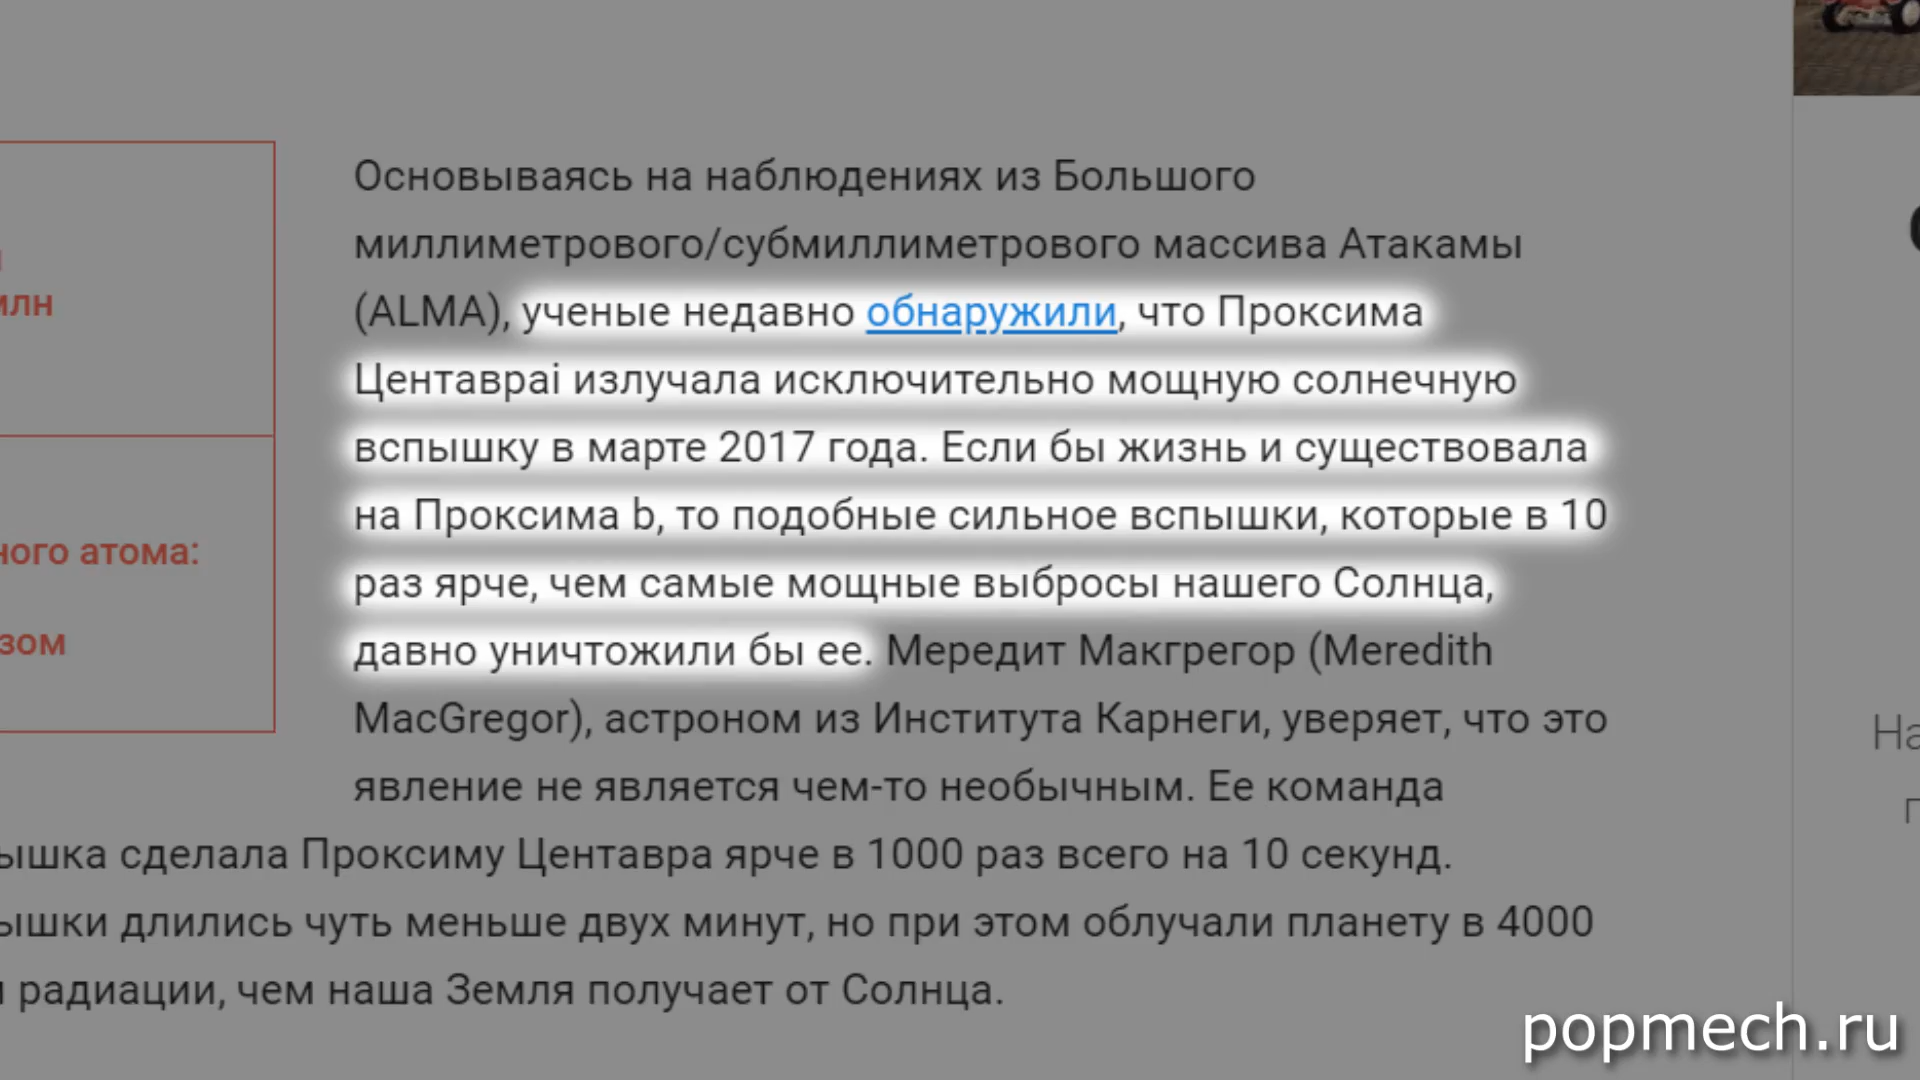 Основываясь на наблюдениях из Большого
миллиметрового/субмиллиметрового массива Атакамы
(ALMA), ученые недавно обнаружили, что Проксима
Центавраi излучала исключительно мощную солнечную
вспышку в марте 2017 года. Если бы жизнь и существовала
на Проксима b, то подобные сильное вспышки, которые в 10
раз ярче, чем самые мощные выбросы нашего Солнца,
давно уничтожили бы ее. Мередит Макгрегор (Meredith
MacGregor), астроном из Института Карнеги, уверяет, что это
явление не является чем-то необычным. Ее команда
сделала Проксиму Центавра ярче в 1000 раз всего на 10 секунд.
длились чуть меньше двух минут, но при этом облучали планету в 4000
радиации, чем наша Земля получает от Солнца.
атома:
popmech.ru